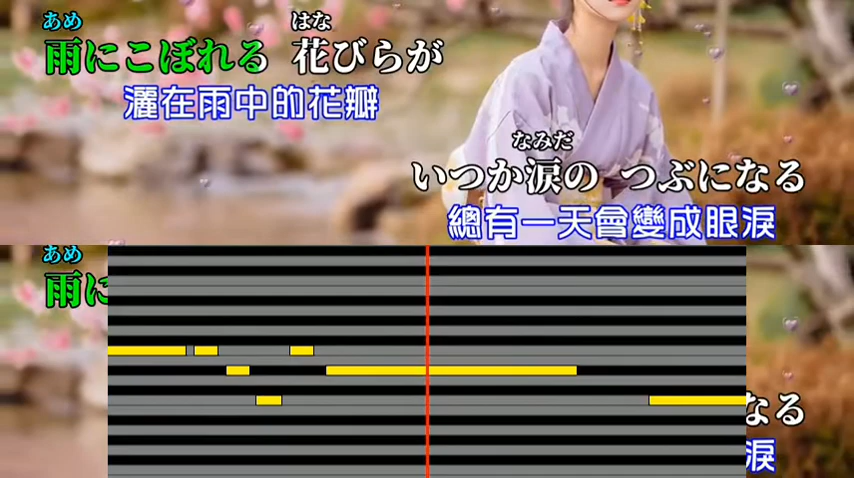 あめ はな
雨にこぼれる 花びらが
灑在雨中的花瓣
なみだ
いつか涙の つぶになる
總有一天會變成眼淚
あめ
雨に
なる
淚